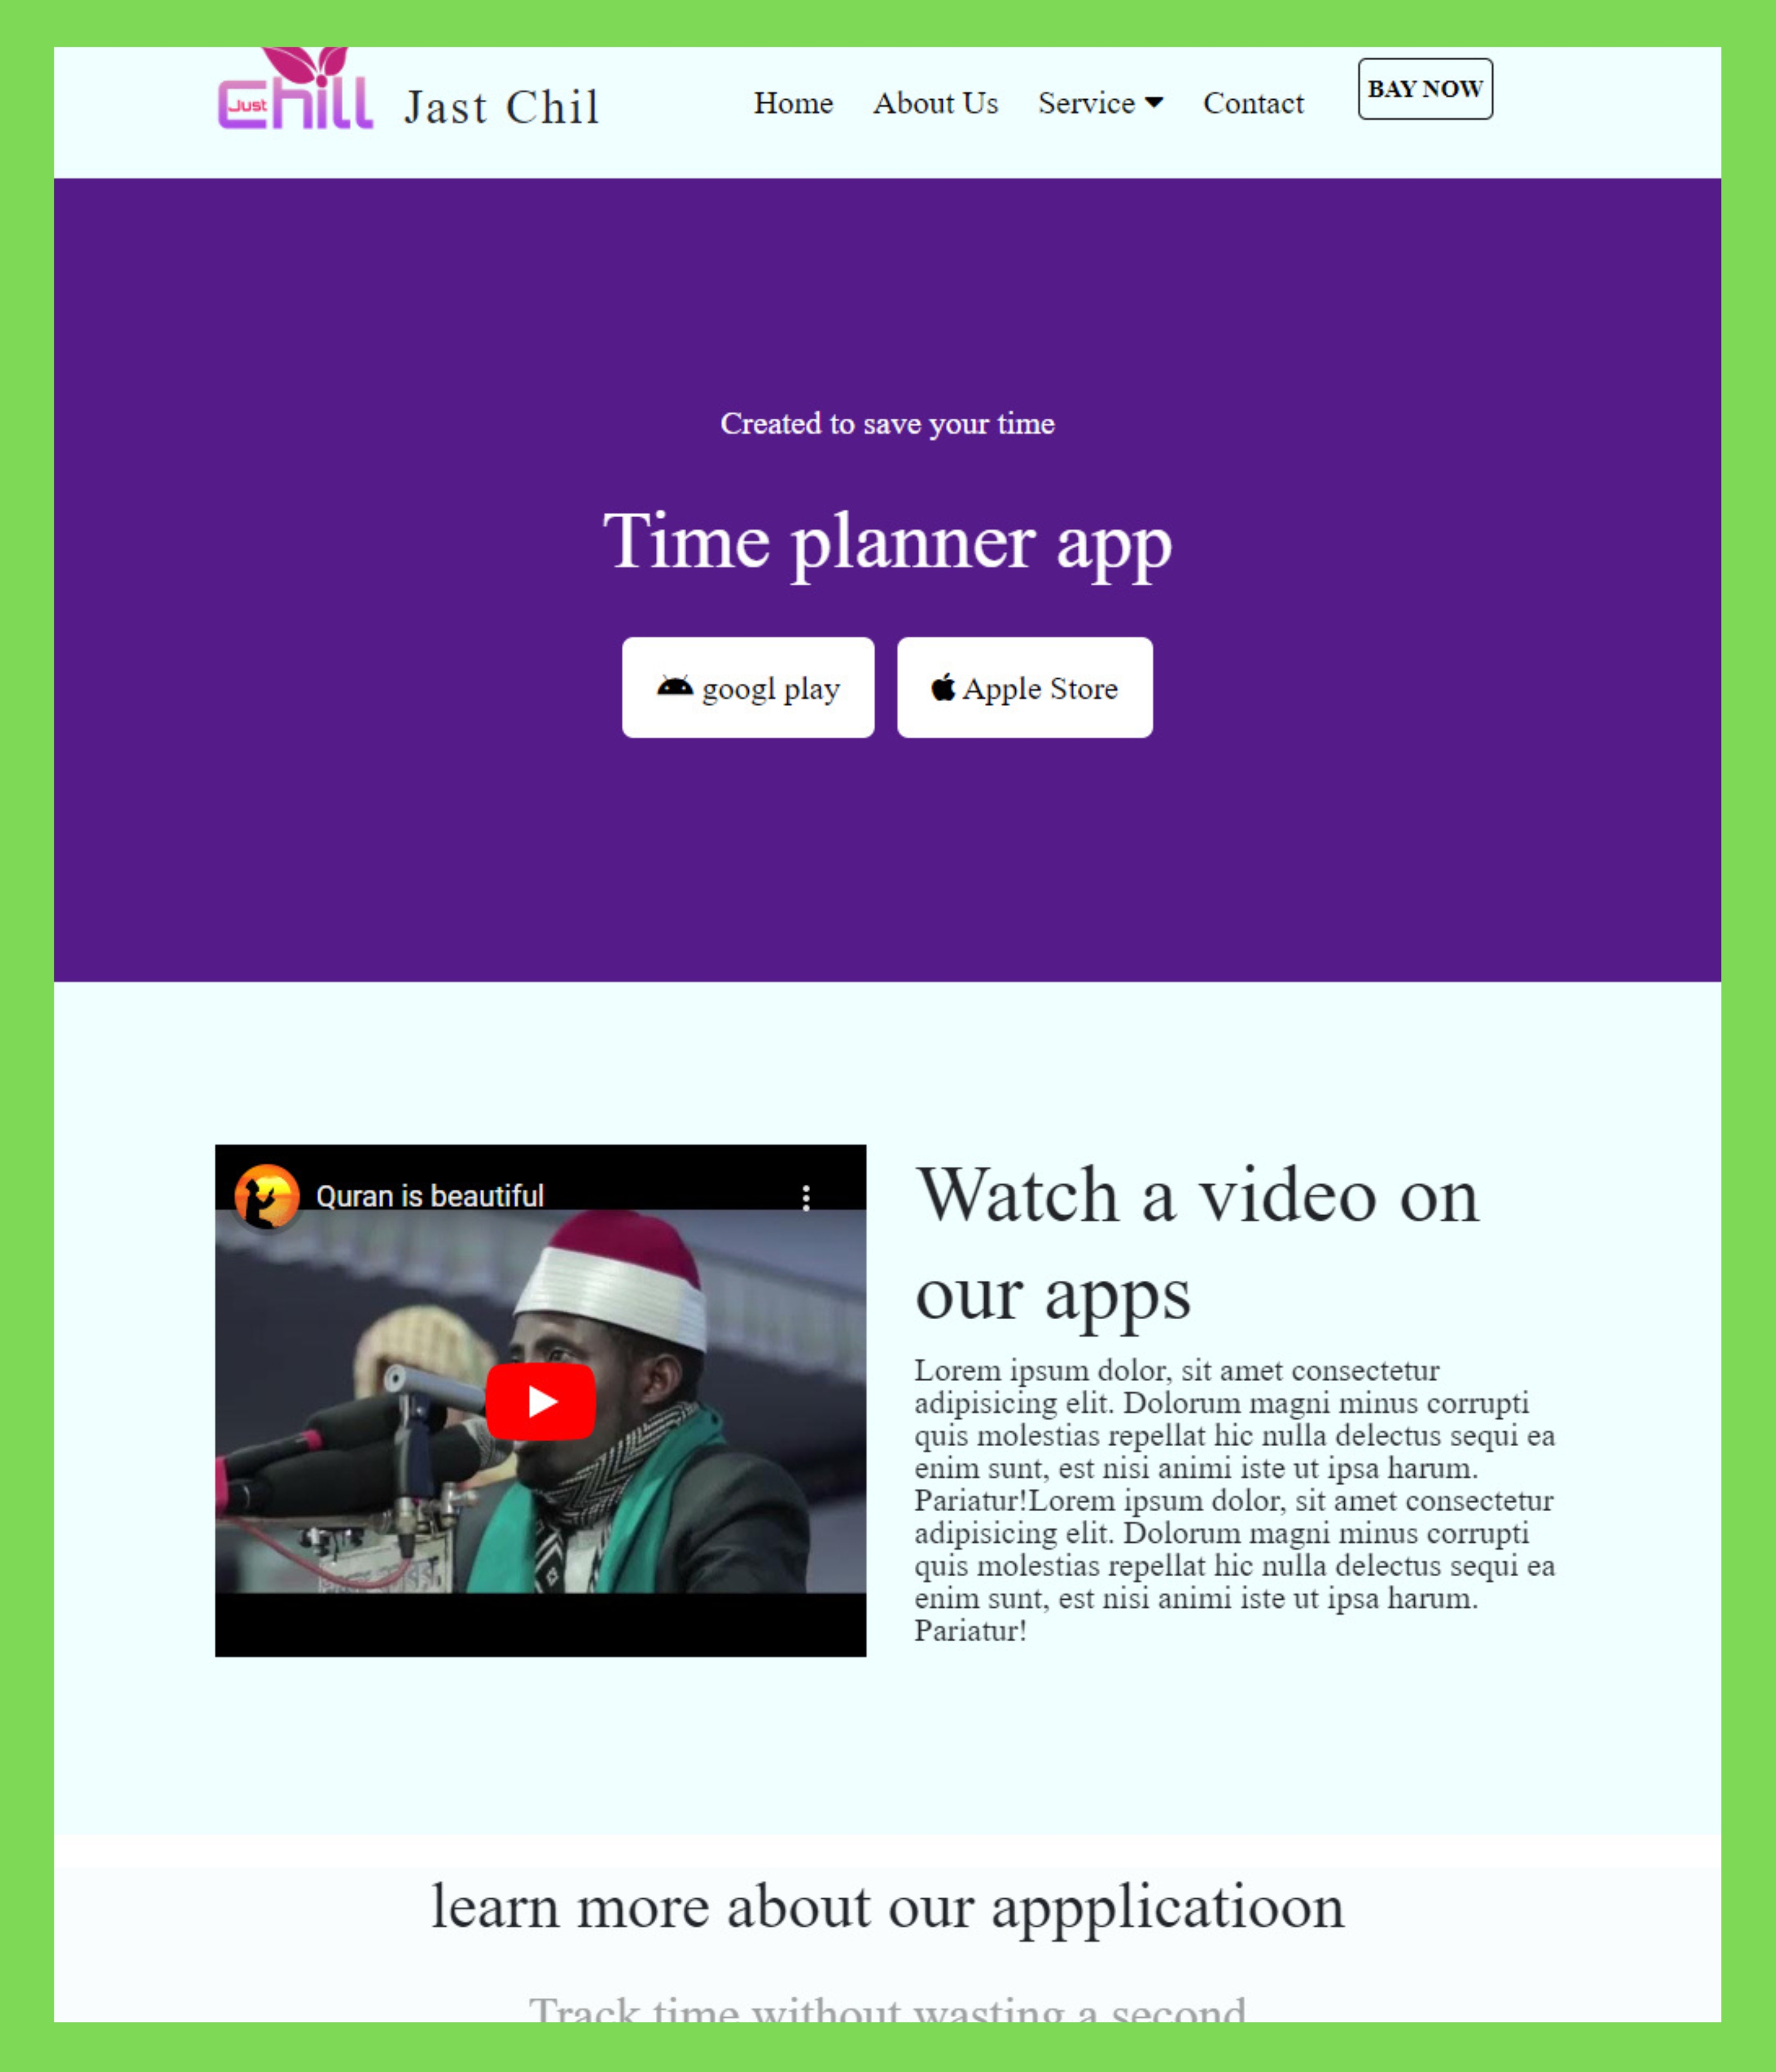 Just
Chill
Jast Chil
Home
About Us
Service
Contact
BAY NOW
Created to save your time
Time planner app
googl play
Apple Store
Quran is beautiful
Watch a video on
our apps
Lorem ipsum dolor, sit amet consectetur
adipisicing elit. Dolorum magni minus corrupti
quis molestias repellat hic nulla delectus sequi ea
enim sunt, est nisi animi iste ut ipsa harum.
Pariatur!Lorem ipsum dolor, sit amet consectetur
adipisicing elit. Dolorum magni minus corrupti
quis molestias repellat hic nulla delectus sequi ea
enim sunt, est nisi animi iste ut ipsa harum.
Pariatur!
learn more about our appplicatioon
Track time without wasting a second